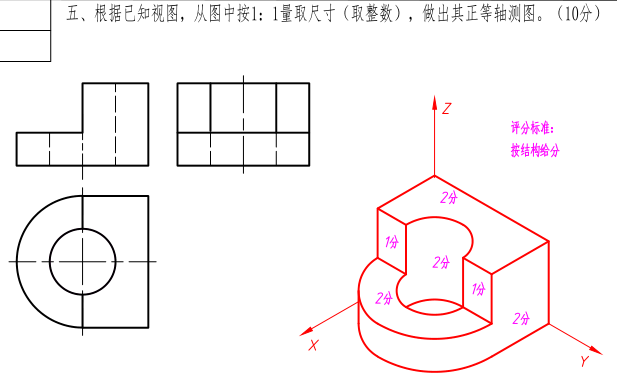 五、根据已知视图，从图中按1：1量取尺寸（取整数），做出其正等轴测图。（10分）
Z
评分标准：
按结构给分
2分
1分
2分
2分
1分
2分
X
Y